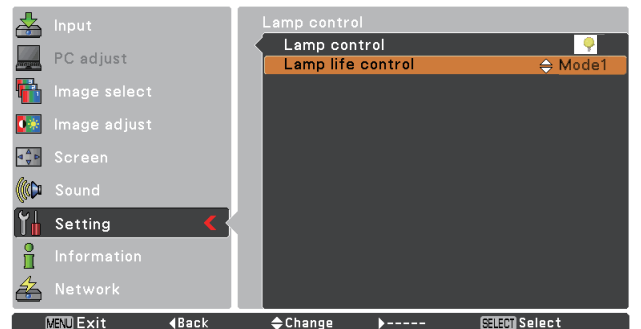 Input
PC adjust
Image select
Image adjust
Screen
Sound
Setting
Information
Network
Lamp control
Lamp control
Lamp life control Mode1
MENU Exit Back Change ----- SELECT Select